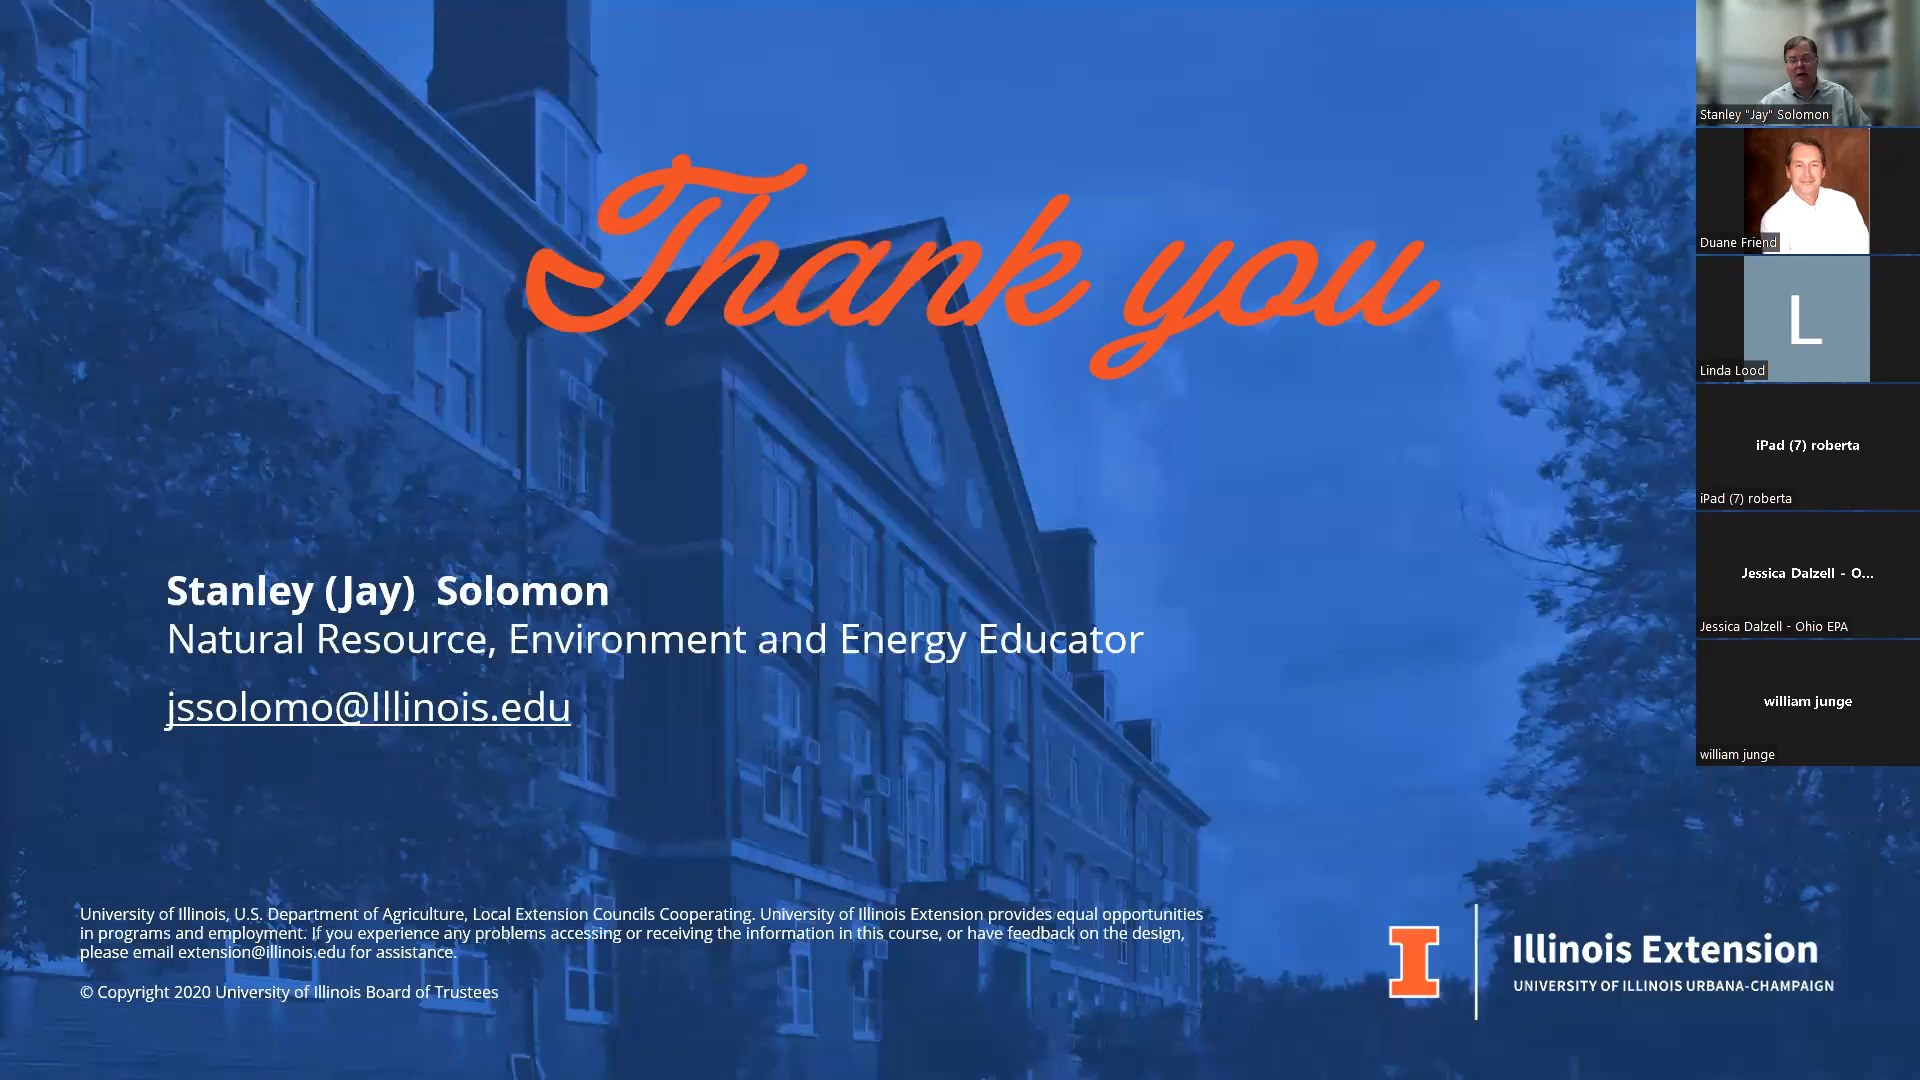 Thank you
Stanley (Jay) Solomon
Natural Resource, Environment and Energy Educator
jssolomo@Illinois.edu
University of Illinois, U.S. Department of Agriculture, Local Extension Councils Cooperating. University of Illinois Extension provides equal opportunities
in programs and employment. If you experience any problems accessing or receiving the information in this course, or have feedback on the design,
please email extension@illinois.edu for assistance.
© Copyright 2020 University of Illinois Board of Trustees
I
Illinois Extension
UNIVERSITY OF ILLINOIS URBANA-CHAMPAIGN
Stanley "Jay" Solomon
Duane Friend
L
Linda Lood
iPad (7) roberta
iPad (7) roberta
Jessica Dalzell - O...
Jessica Dalzell - Ohio EPA
william junge
william junge